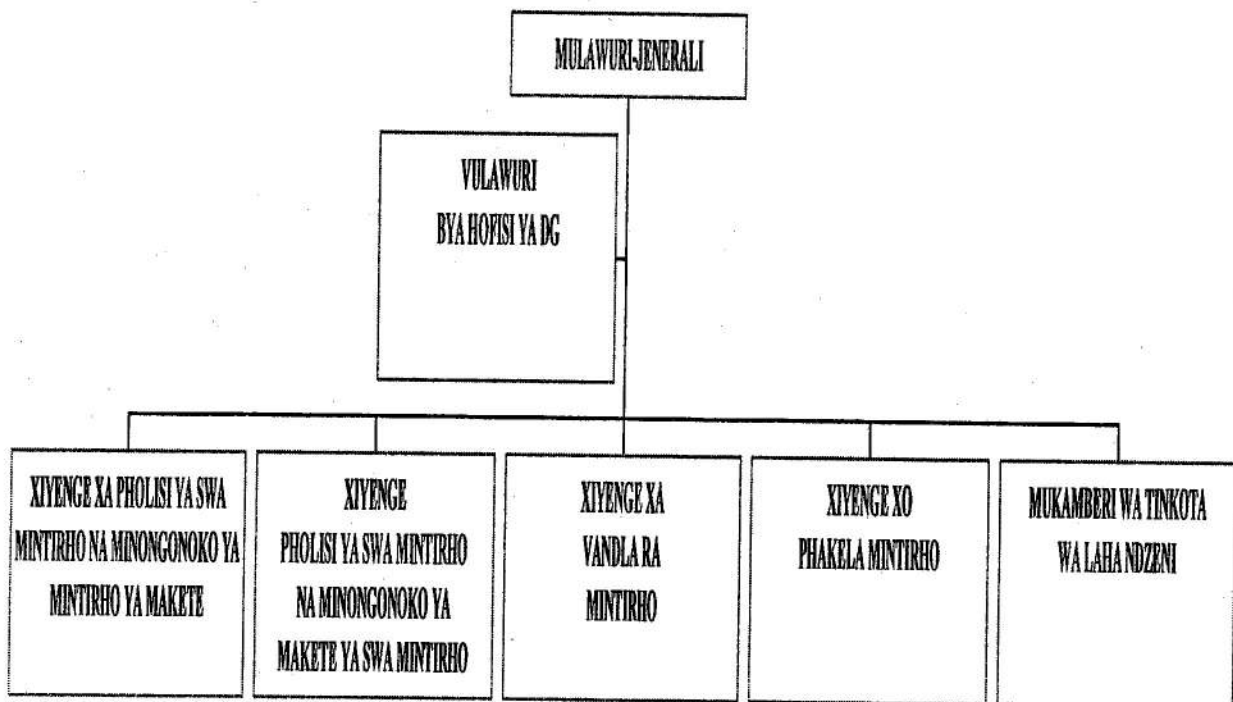 MULAWURI-JENERALI
VULAWURI
BYA HOFISI YA DG
XIYENGE XA PHOLISI YA SWA
MINTIRHO NA MINONGONOKO YA
MINTIRHO YA MAKETE
XIYENGE
PHOLISI YA SWA MINTIRHO
NA MINONGONOKO YA
MAKETE YA SWA MINTIRHO
XIYENGE XA
VANDLA RA
MINTIRHO
XIYENGE XO
PHAKELA MINTIRHO
MUKAMBERI WA TINKOTA
WA LAHA NDZENI